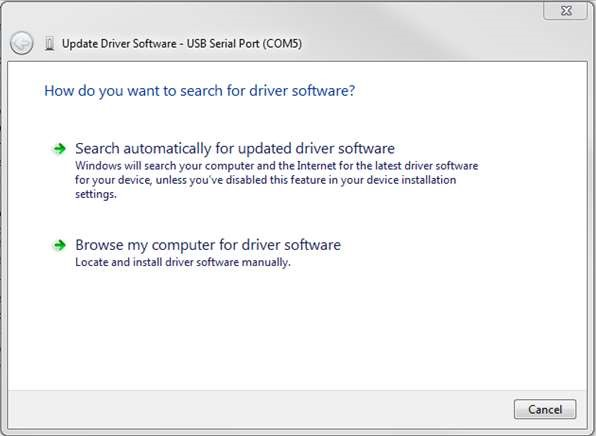 Update Driver Software - USB Serial Port (COM5)
How do you want to search for driver software?
Search automatically for updated driver software
Windows will search your computer and the Internet for the latest driver software
for your device, unless you've disabled this feature in your device installation
settings.
Browse my computer for driver software
Locate and install driver software manually.
Cancel